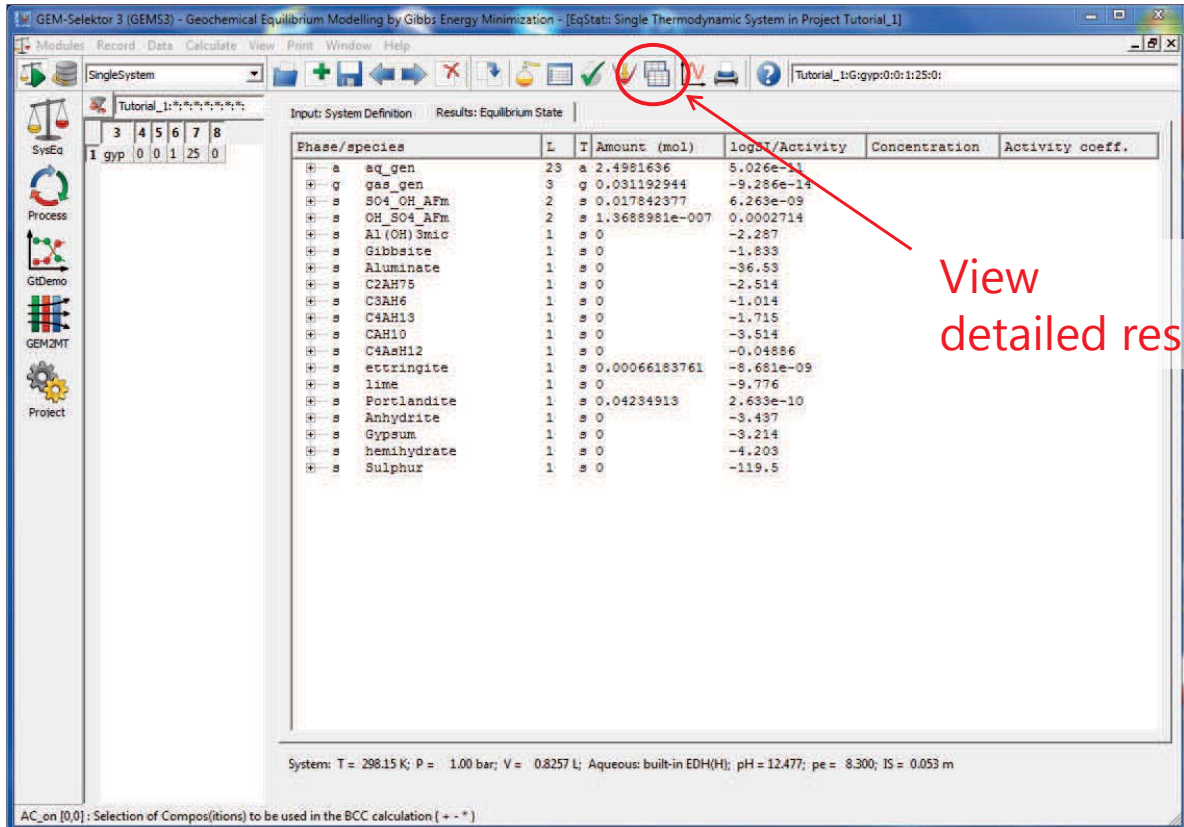 GEM-Selektor 3 (GEMS3) - Geochemical Equilibrium Modelling by Gibbs Energy Minimization - [EqStat:: Single Thermodynamic System in Project Tutorial_1]
Modules Record Data Calculate View Print Window Help
SingleSystem
Tutorial_1:G:gyp:0:0:1:25:0:
Tutorial_1:*:*:*:*:*:*:*:
Input: System Definition Results: Equilibrium State
3 4 5 6 7 8
1 gyp 0 0 1 25 0
SysEq
Process
GtDemo
GEM2MT
Project
Phase/species L T Amount (mol) logSI/Activity Concentration Activity coeff.
a aq_gen 23 a 2.4981636 5.026e-11
g gas_gen 3 g 0.031192944 -9.286e-14
s SO4_OH_AFm 2 s 0.017842377 6.263e-09
s OH_SO4_AFm 2 s 1.3688981e-007 0.0002714
s Al(OH)3mic 1 s 0 -2.287
s Gibbsite 1 s 0 -1.833
s Aluminate 1 s 0 -36.53
s C2AH75 1 s 0 -2.514
s C3AH6 1 s 0 -1.014
s C4AH13 1 s 0 -1.715
s CAH10 1 s 0 -3.514
s C4AsH12 1 s 0 -0.04886
s ettringite 1 s 0.00066183761 -8.681e-09
s lime 1 s 0 -9.776
s Portlandite 1 s 0.04234913 2.633e-10
s Anhydrite 1 s 0 -3.437
s Gypsum 1 s 0 -3.214
s hemihydrate 1 s 0 -4.203
s Sulphur 1 s 0 -119.5
View
detailed res
System: T = 298.15 K; P = 1.00 bar; V = 0.8257 L; Aqueous: built-in EDH(H); pH = 12.477; pe = 8.300; IS = 0.053 m
AC_on [0,0] : Selection of Compos(itions) to be used in the BCC calculation ( + - * )